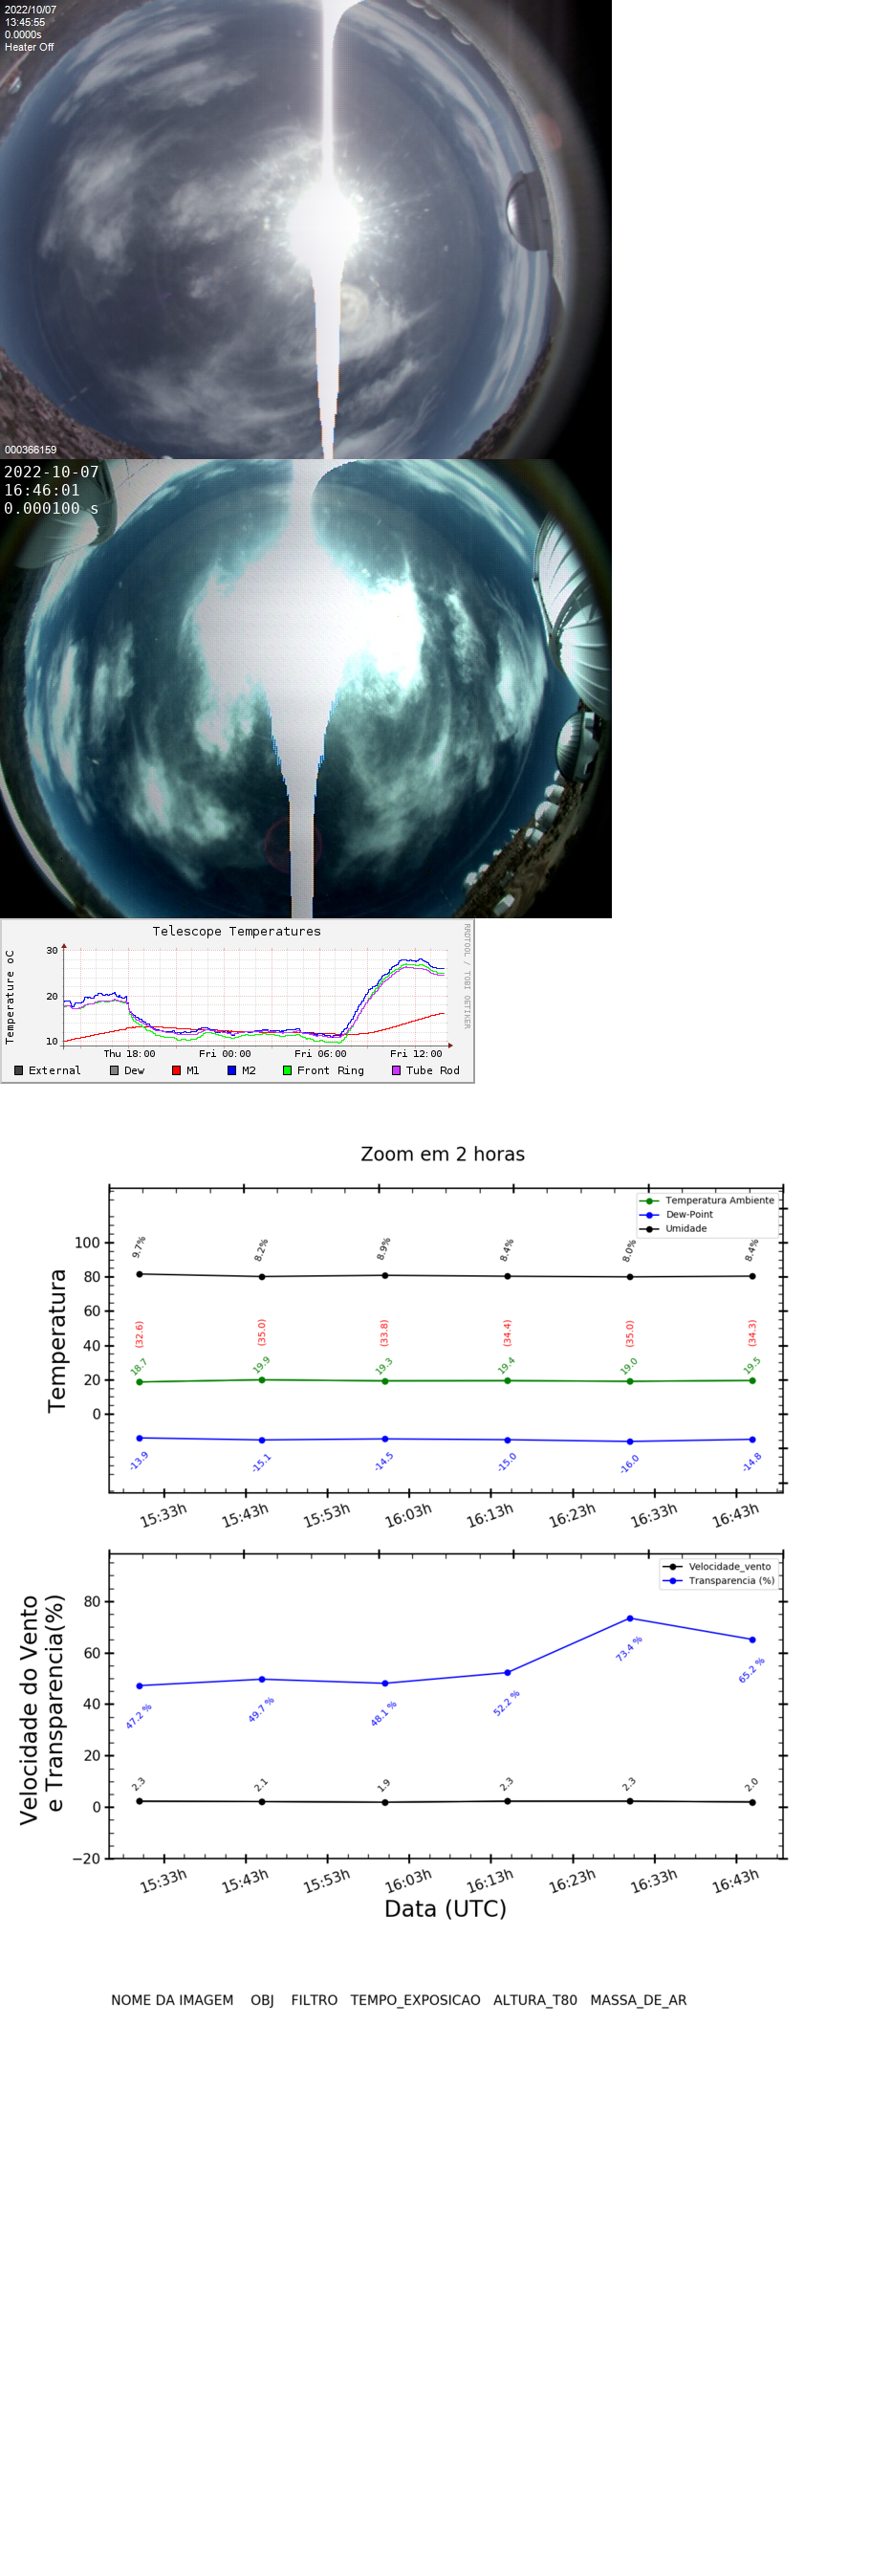 2022/10/07
13:45:55
0.0000s
Heater Off
000366159
2022-10-07
16:46:01
0.000100 s
Telescope Temperatures
RRDTOOL / TOBI OETIKER
Temperature oC
30
20
10
Thu 18:00 Fri 00:00 Fri 06:00 Fri 12:00
External Dew M1 M2 Front Ring Tube Rod
Zoom em 2 horas
Temperatura Ambiente
Dew-Point
Umidade
Temperatura
100
80
60
40
20
0
9.7% 8.2% 8.9% 8.4% 8.0% 8.4%
(32.6) (35.0) (33.8) (34.4) (35.0) (34.3)
18.7 19.9 19.3 19.4 19.0 19.5
-13.9 -15.1 -14.5 -15.0 -16.0 -14.8
15:33h 15:43h 15:53h 16:03h 16:13h 16:23h 16:33h 16:43h
Velocidade_vento
Transparencia (%)
Velocidade do Vento
e Transparencia(%)
80
60
40
20
0
−20
47.2 % 49.7 % 48.1 % 52.2 % 73.4 % 65.2 %
2.3 2.1 1.9 2.3 2.3 2.0
15:33h 15:43h 15:53h 16:03h 16:13h 16:23h 16:33h 16:43h
Data (UTC)
NOME DA IMAGEM OBJ FILTRO TEMPO_EXPOSICAO ALTURA_T80 MASSA_DE_AR